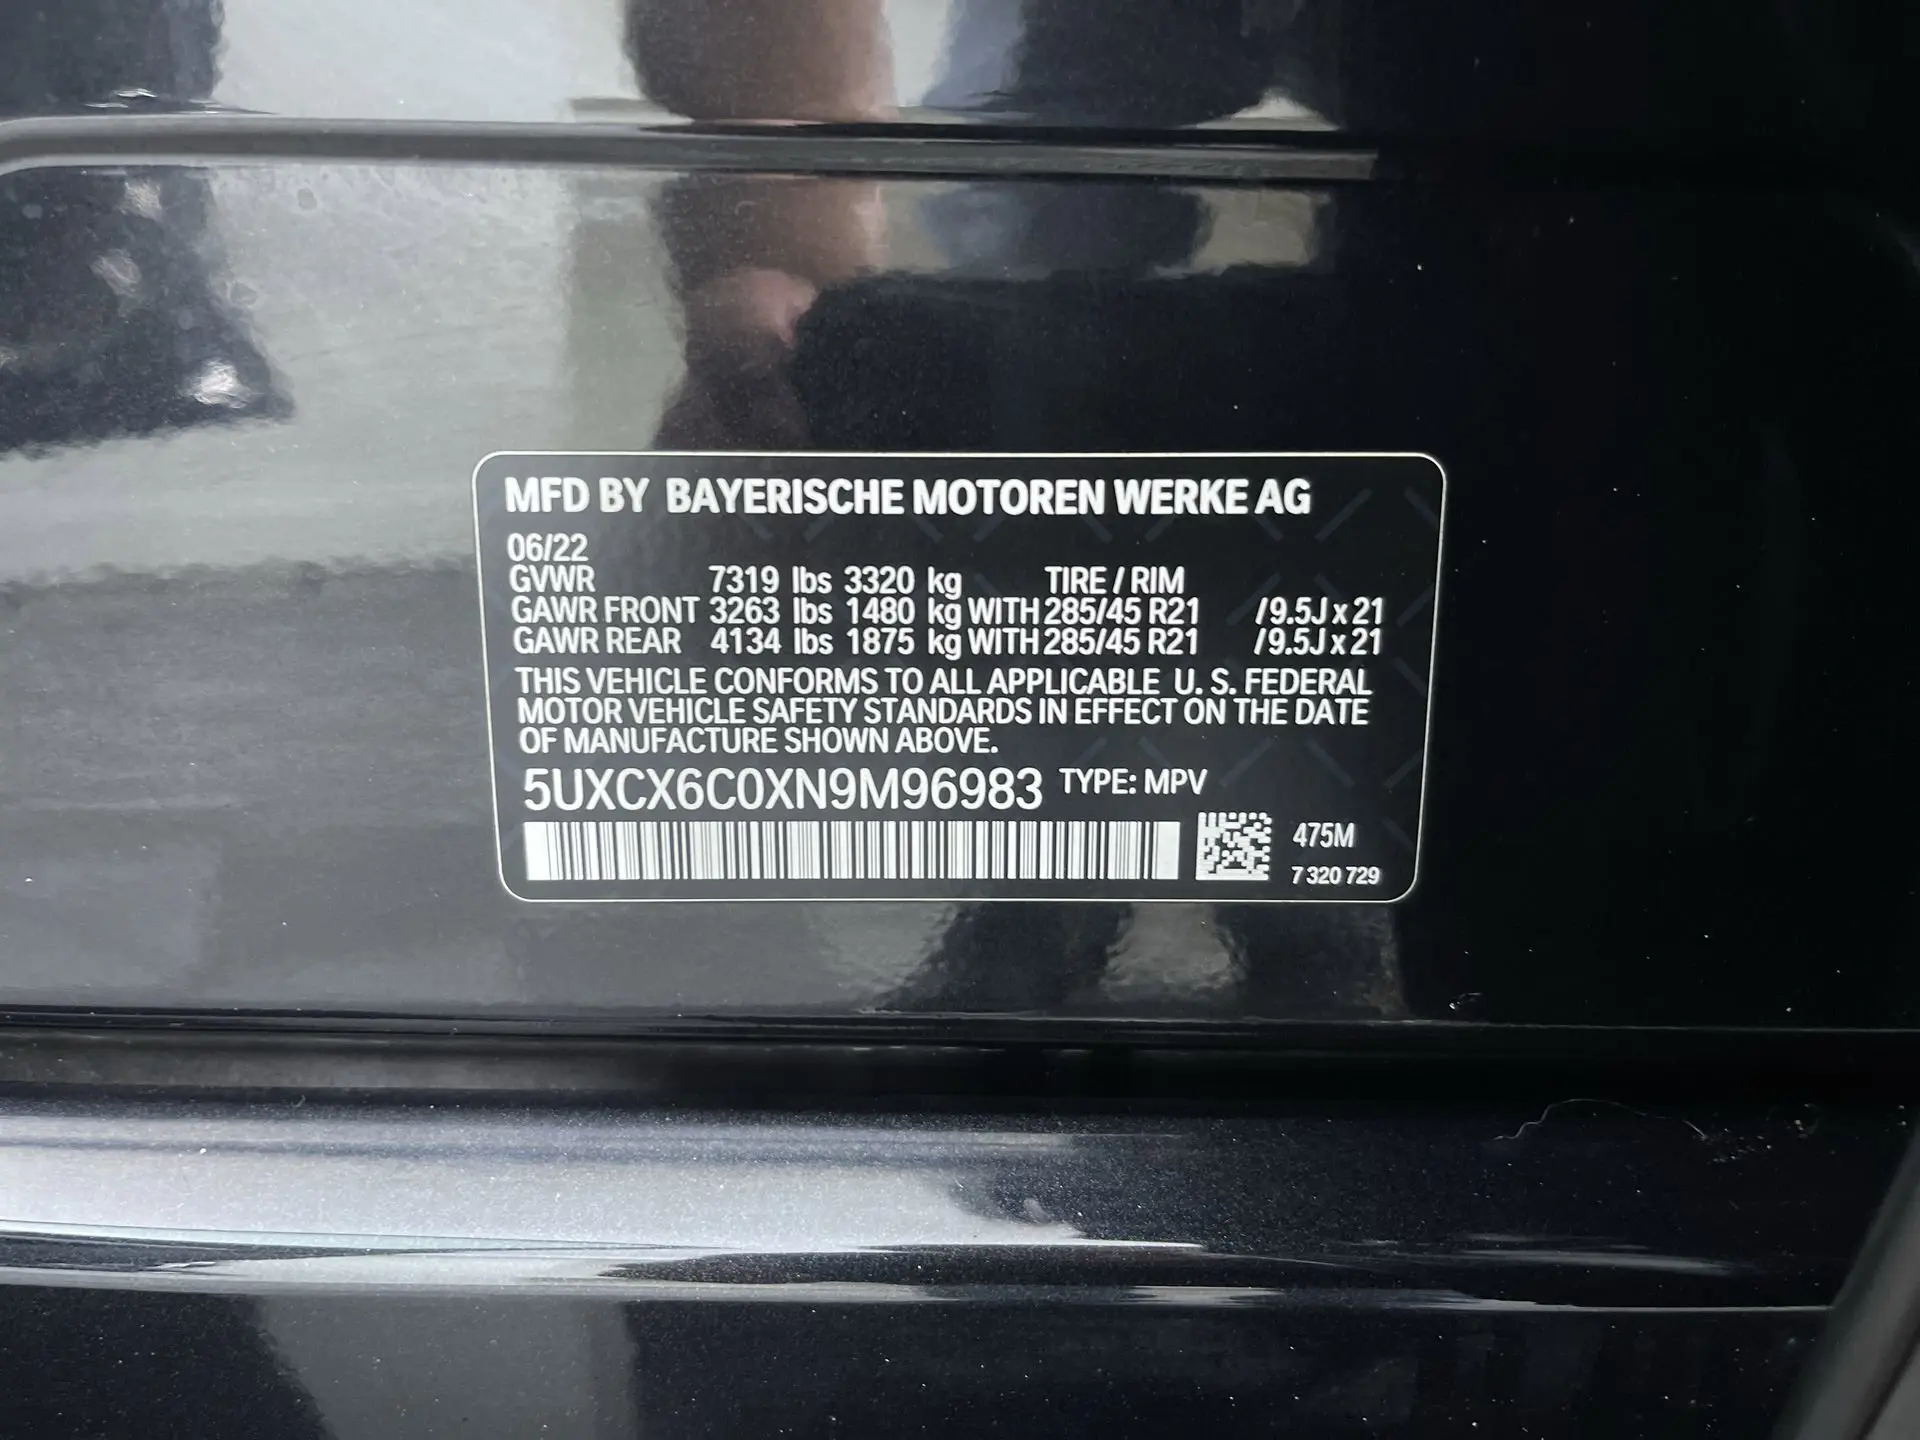 MFD BY BAYERISCHE MOTOREN WERKE AG
06/22
GVWR 7319 lbs 3320 kg TIRE / RIM
GAWR FRONT 3263 lbs 1480 kg WITH 285/45 R21 /9.5J x 21
GAWR REAR 4134 lbs 1875 kg WITH 285/45 R21 /9.5J x 21
THIS VEHICLE CONFORMS TO ALL APPLICABLE U. S. FEDERAL
MOTOR VEHICLE SAFETY STANDARDS IN EFFECT ON THE DATE
OF MANUFACTURE SHOWN ABOVE.
5UXCX6C0XN9M96983 TYPE: MPV
475M
7 320 729